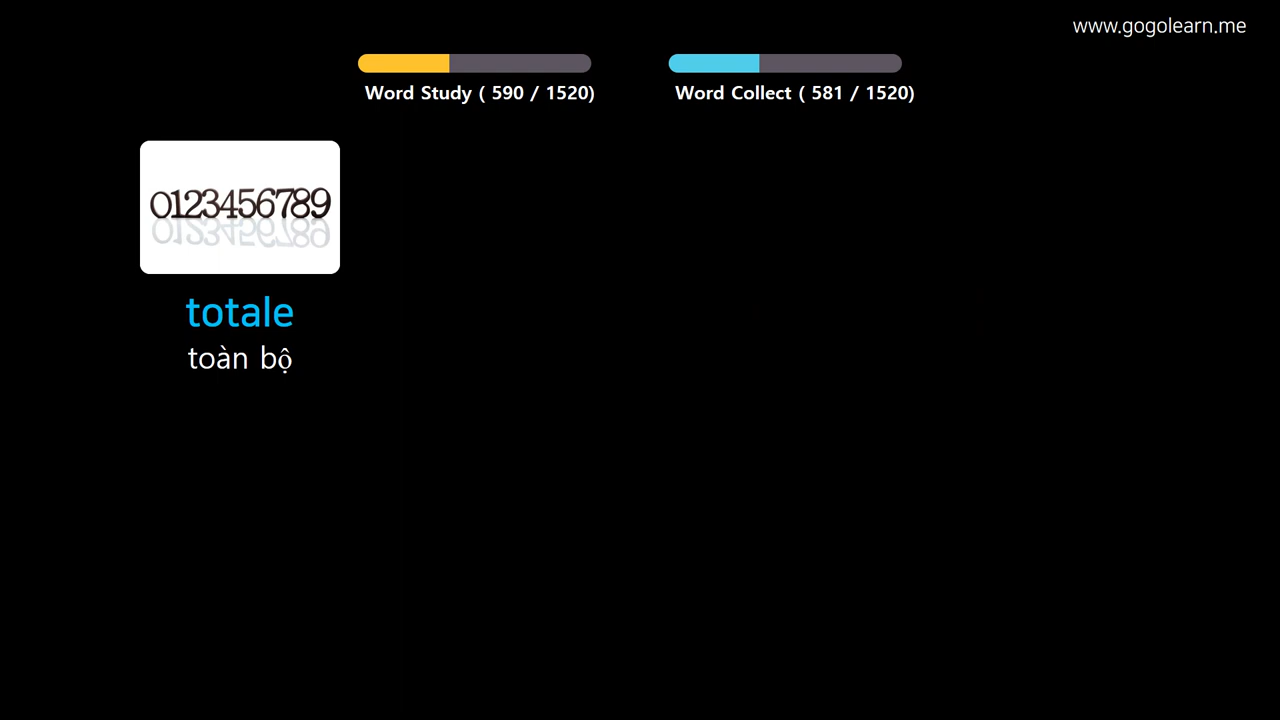 www.gogolearn.me
Word Study ( 590 / 1520)
Word Collect ( 581 / 1520)
0123456789
totale
toàn bộ